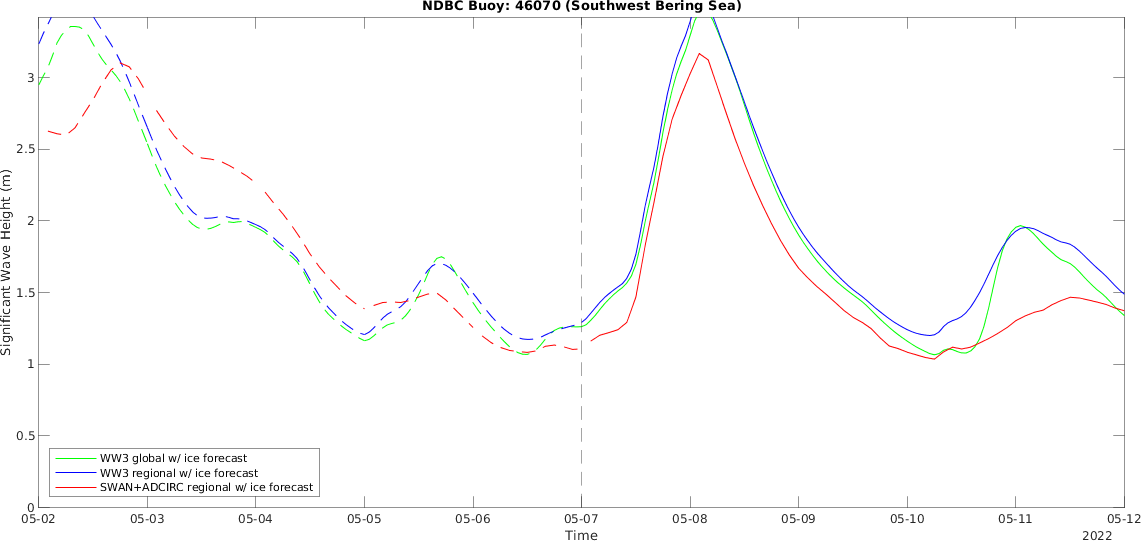 NDBC Buoy: 46070 (Southwest Bering Sea)
Significant Wave Height (m)
3
2.5
2
1.5
1
0.5
0
WW3 global w/ ice forecast
WW3 regional w/ ice forecast
SWAN+ADCIRC regional w/ ice forecast
05-02 05-03 05-04 05-05 05-06 05-07 05-08 05-09 05-10 05-11 05-12
Time
2022